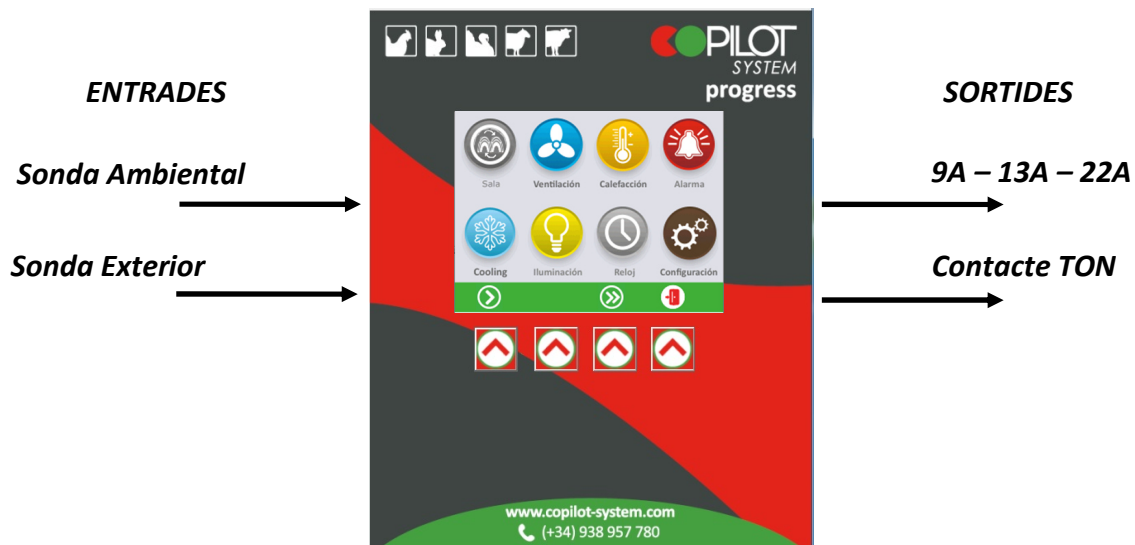 COPILOT
SYSTEM
progress
ENTRADES
SORTIDES
Sonda Ambiental
9A – 13A – 22A
Sala
Ventilación
Calefacción
Alarma
Sonda Exterior
Contacte TON
Cooling
Iluminación
Reloj
Configuración
www.copilot-system.com
(+34) 938 957 780